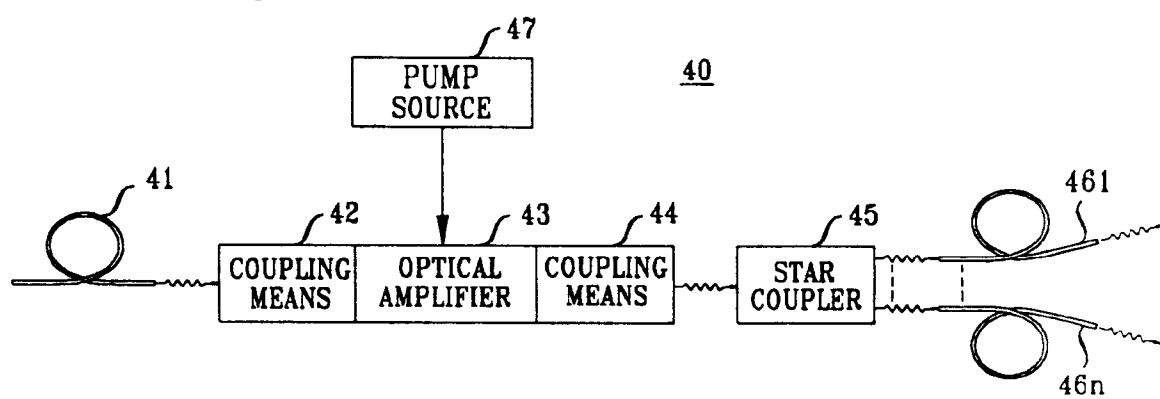 47
PUMP
SOURCE
40
41
42
43
44
45
461
COUPLING
MEANS
OPTICAL
AMPLIFIER
COUPLING
MEANS
STAR
COUPLER
46n